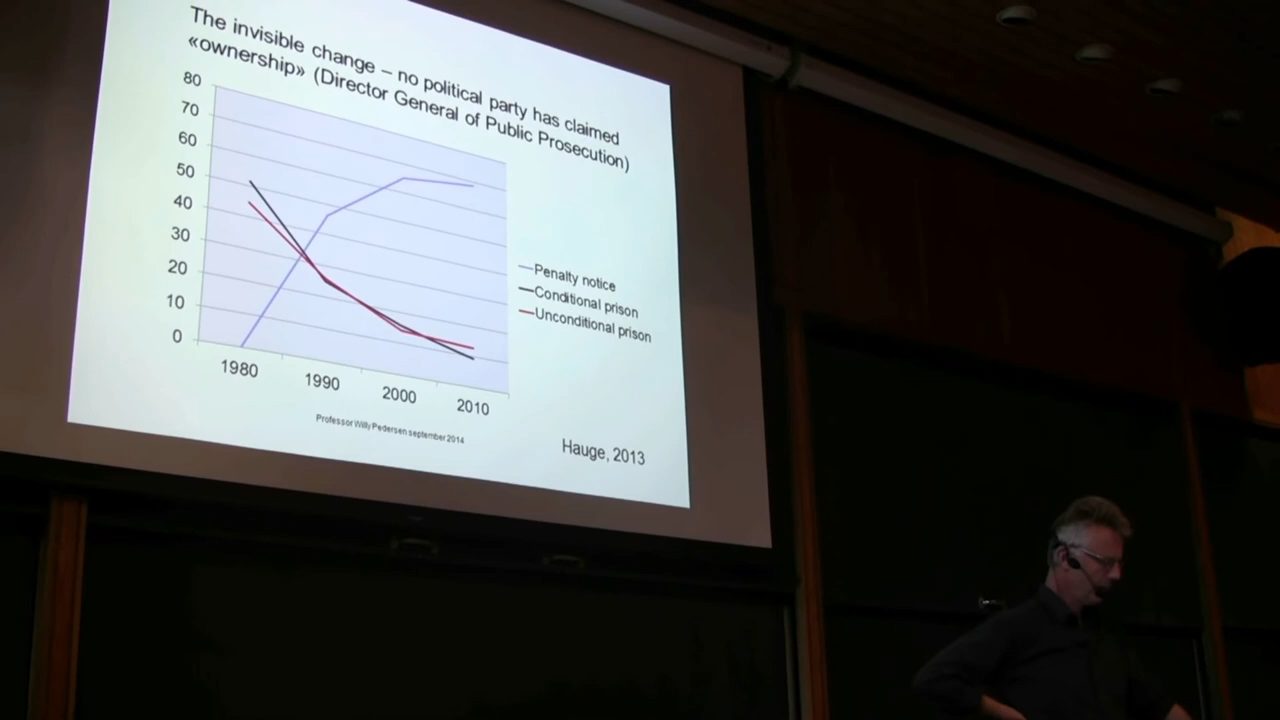 The invisible change – no political party has claimed
«ownership» (Director General of Public Prosecution)
80
70
60
50
40
30
20
10
0
1980 1990 2000 2010
Penalty notice
Conditional prison
Unconditional prison
Professor Willy Pedersen september 2014
Hauge, 2013